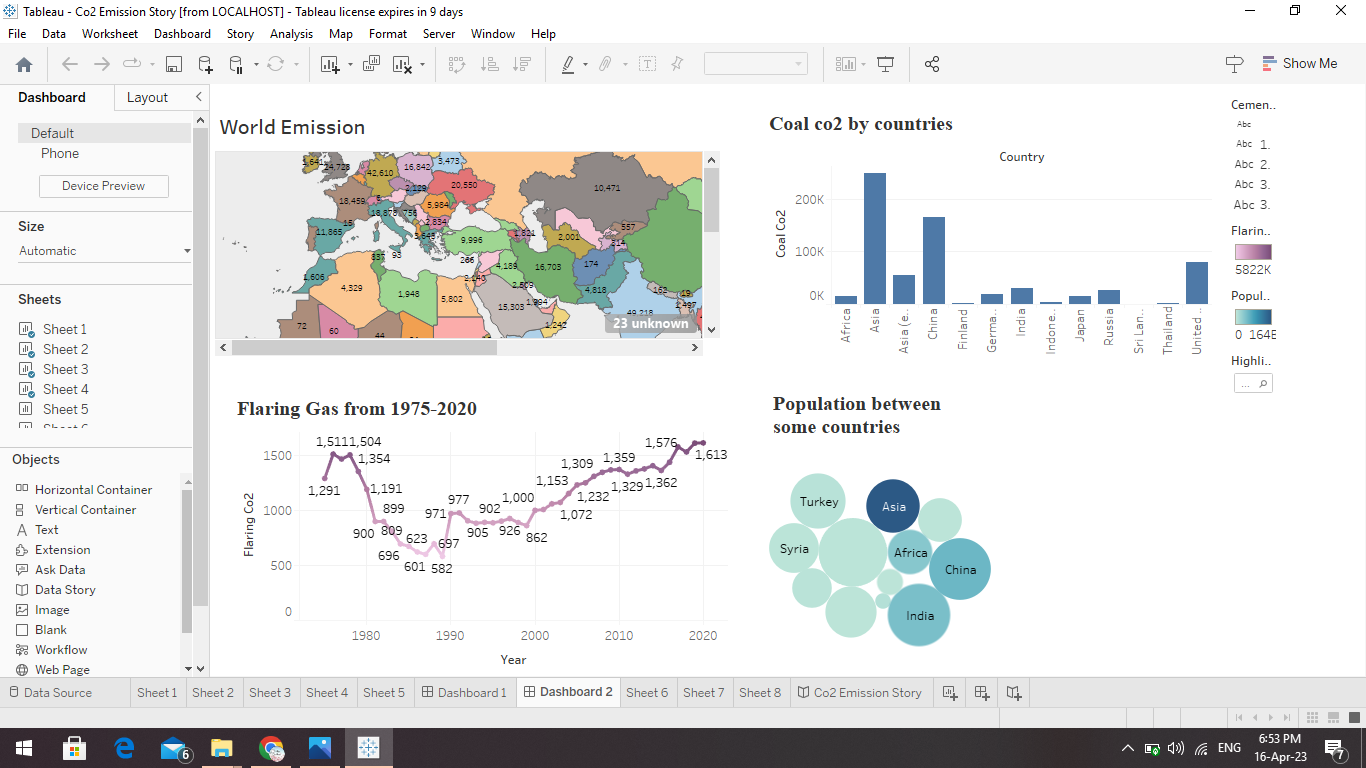 Tableau - Co2 Emission Story [from LOCALHOST] - Tableau license expires in 9 days
File Data Worksheet Dashboard Story Analysis Map Format Server Window Help
Show Me
Dashboard Layout
Default
Phone
Device Preview
Size
Automatic
Sheets
Sheet 1
Sheet 2
Sheet 3
Sheet 4
Sheet 5
Objects
Horizontal Container
Vertical Container
Text
Extension
Ask Data
Data Story
Image
Blank
Workflow
Web Page
World Emission
24,728 42,610 16,842 3,473
2,129 20,550 10,471
18,459 5
18,878 756 5,984
15 2,834 557
11,865 93 3,643 9,996 1,821 2,001 314
837 266 4,189 16,703 174
1,606 2,140 2,509 4,818 162 19
4,329 1,948 5,802 15,303 1,994 2,497
72 60 44 1,242 49,218
23 unknown
Coal co2 by countries
Country
Coal Co2
200K
100K
0K
Africa
Asia
Asia (e..
China
Finland
Germa..
India
Indone..
Japan
Russia
Sri Lan..
Thailand
United ..
Cemen..
Abc
Abc 1.
Abc 2.
Abc 3.
Abc 3.
Flarin..
5822K
Popul..
0 164E
Highli..
...
Flaring Gas from 1975-2020
Flaring Co2
1500
1000
500
0
1,291
1,511
1,504
1,354
1,191
900
899
809
696
623
601
697
582
971
977
905
902
926
1,000
862
1,153
1,072
1,309
1,232
1,359
1,329
1,362
1,576
1,613
1980 1990 2000 2010 2020
Year
Population between
some countries
Turkey
Asia
Syria
Africa
China
India
Data Source Sheet 1 Sheet 2 Sheet 3 Sheet 4 Sheet 5 Dashboard 1 Dashboard 2 Sheet 6 Sheet 7 Sheet 8 Co2 Emission Story
6
ENG
6:53 PM
16-Apr-23
7